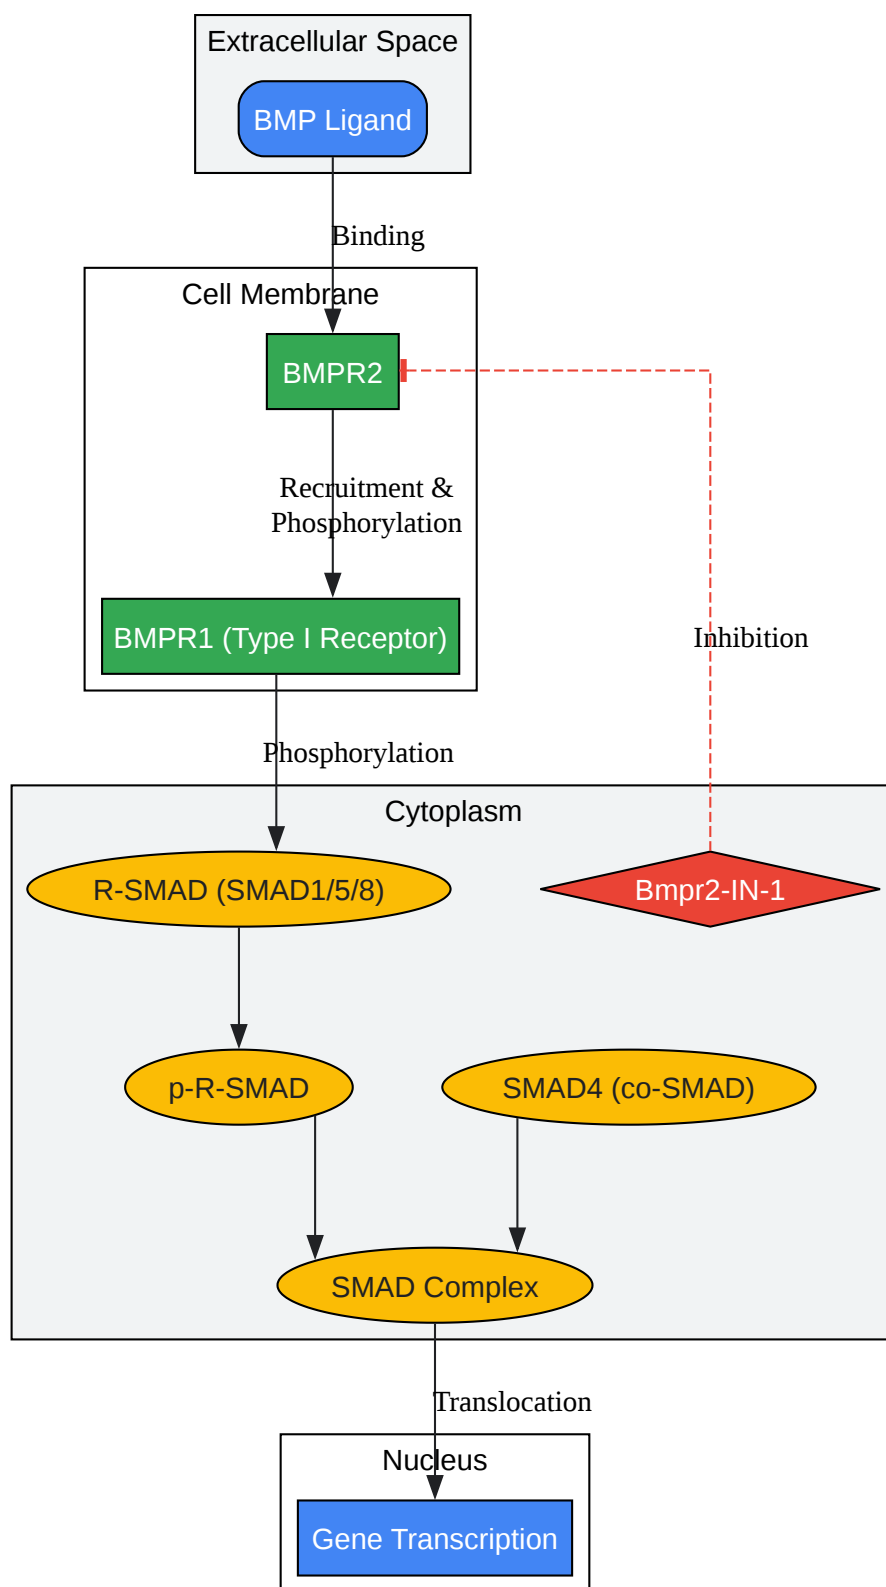 Extracellular Space
BMP Ligand
Binding
Cell Membrane
BMPR2
Recruitment &
Phosphorylation
BMPR1 (Type I Receptor)
Inhibition
Phosphorylation
Cytoplasm
R-SMAD (SMAD1/5/8)
Bmpr2-IN-1
p-R-SMAD
SMAD4 (co-SMAD)
SMAD Complex
Translocation
Nucleus
Gene Transcription